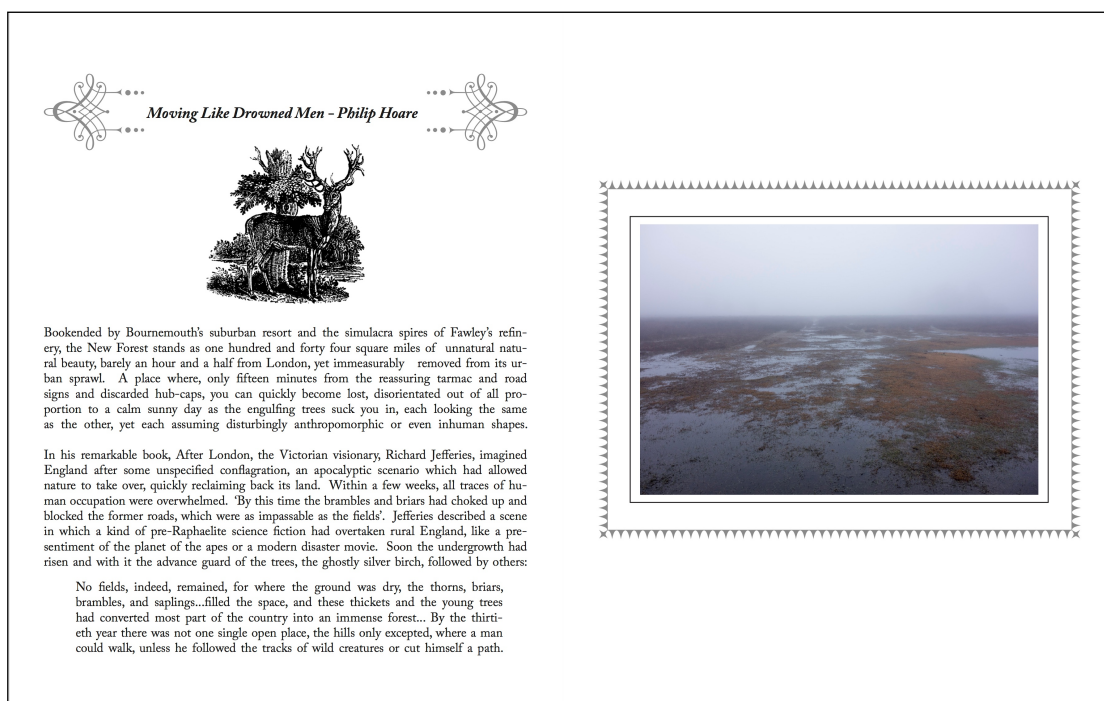 Moving Like Drowned Men - Philip Hoare
Bookended by Bournemouth's suburban resort and the simulacra spires of Fawley's refin-
ery, the New Forest stands as one hundred and forty four square miles of unnatural natu-
ral beauty, barely an hour and a half from London, yet immeasurably removed from its ur-
ban sprawl. A place where, only fifteen minutes from the reassuring tarmac and road
signs and discarded hub-caps, you can quickly become lost, disorientated out of all pro-
portion to a calm sunny day as the engulfing trees suck you in, each looking the same
as the other, yet each assuming disturbingly anthropomorphic or even inhuman shapes.
In his remarkable book, After London, the Victorian visionary, Richard Jefferies, imagined
England after some unspecified conflagration, an apocalyptic scenario which had allowed
nature to take over, quickly reclaiming back its land. Within a few weeks, all traces of hu-
man occupation were overwhelmed. 'By this time the brambles and briars had choked up and
blocked the former roads, which were as impassable as the fields'. Jefferies described a scene
in which a kind of pre-Raphaelite science fiction had overtaken rural England, like a pre-
sentiment of the planet of the apes or a modern disaster movie. Soon the undergrowth had
risen and with it the advance guard of the trees, the ghostly silver birch, followed by others:
No fields, indeed, remained, for where the ground was dry, the thorns, briars,
brambles, and saplings...filled the space, and these thickets and the young trees
had converted most part of the country into an immense forest... By the thirti-
eth year there was not one single open place, the hills only excepted, where a man
could walk, unless he followed the tracks of wild creatures or cut himself a path.